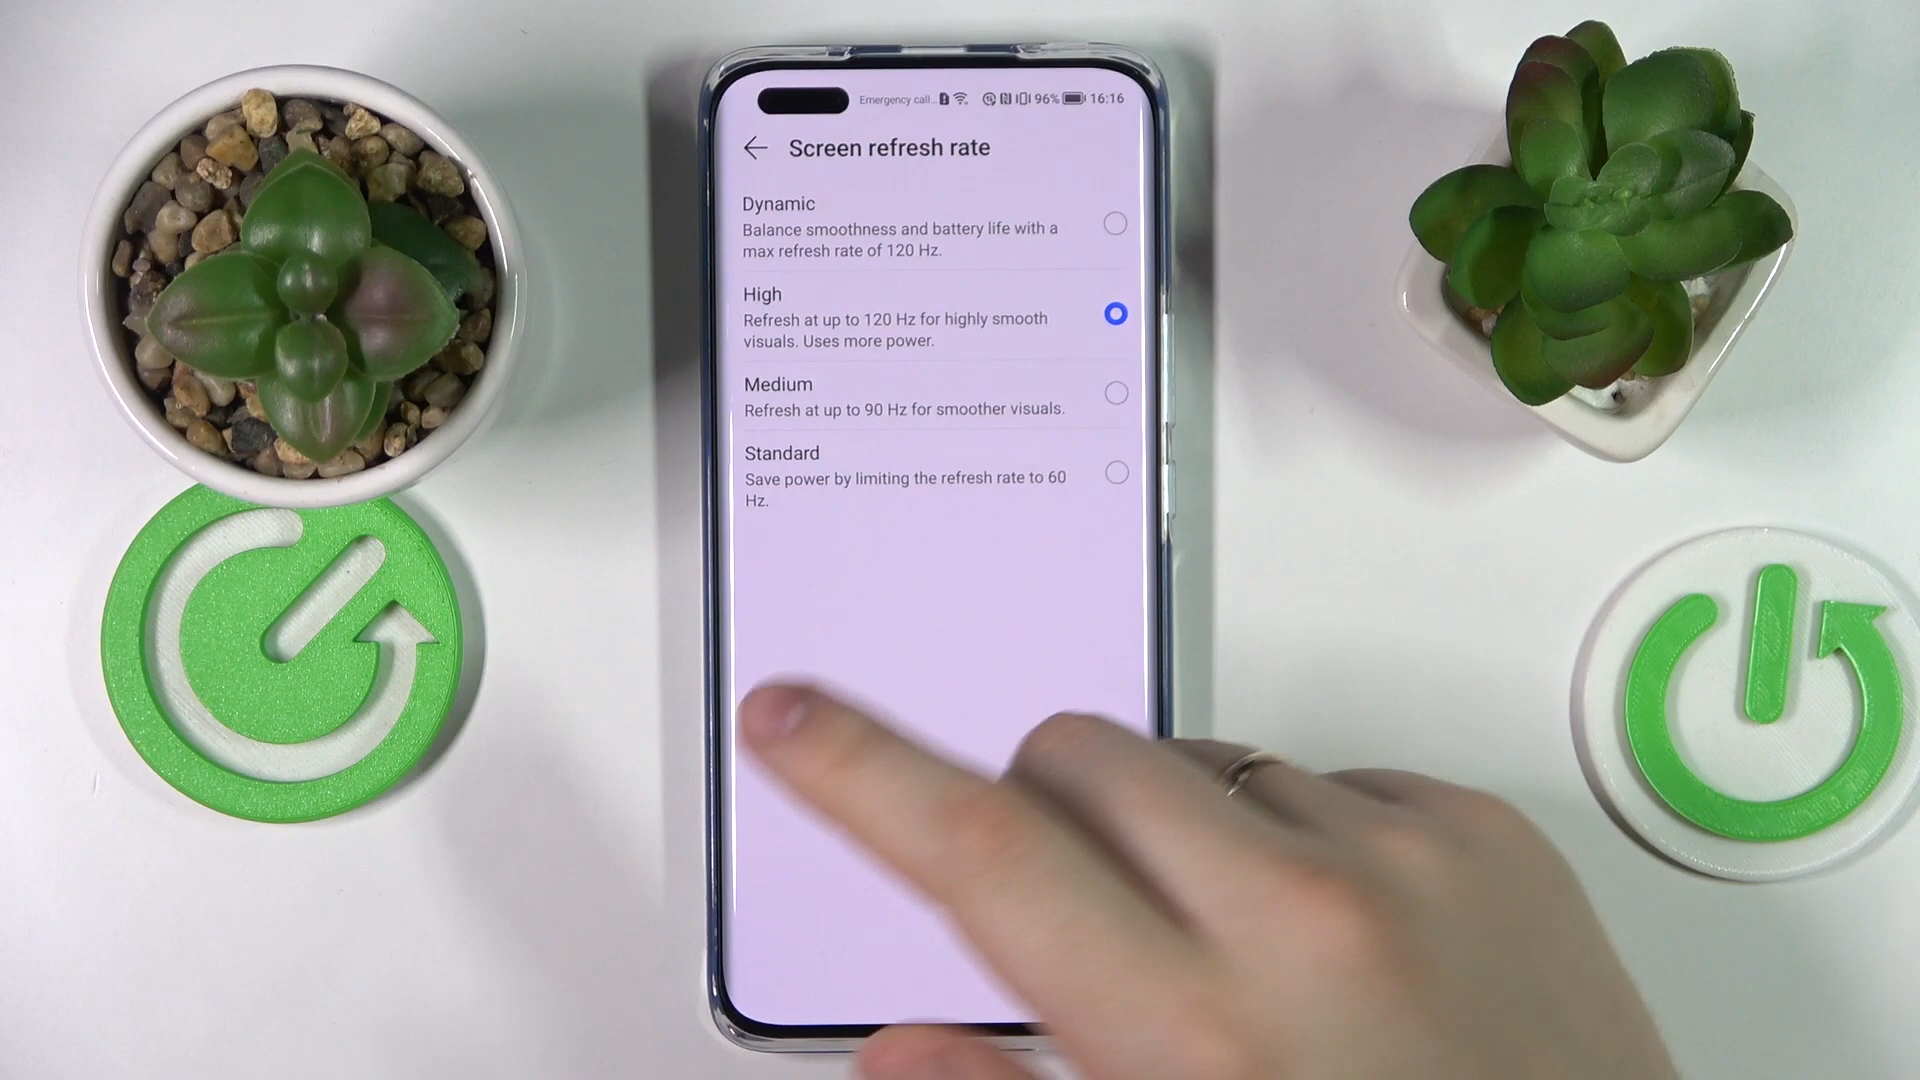 Emergency call... 96% 16:16
Screen refresh rate
Dynamic
Balance smoothness and battery life with a
max refresh rate of 120 Hz.
High
Refresh at up to 120 Hz for highly smooth
visuals. Uses more power.
Medium
Refresh at up to 90 Hz for smoother visuals.
Standard
Save power by limiting the refresh rate to 60
Hz.